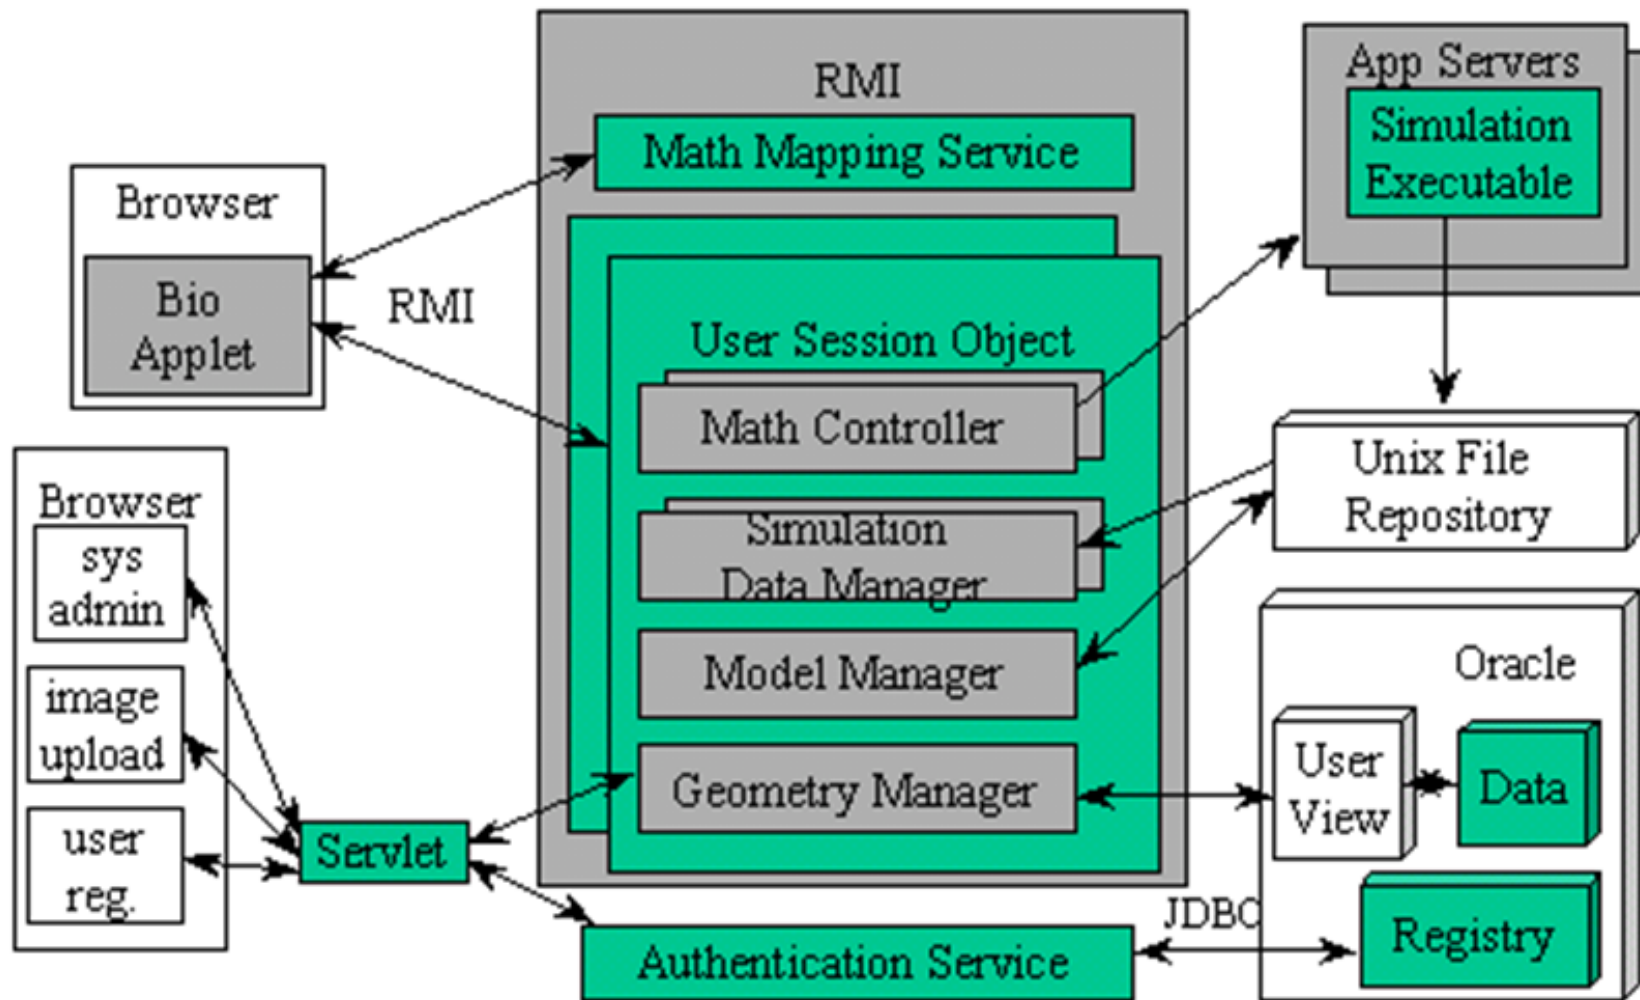 RMI
Math Mapping Service
App Servers
Simulation
Executable
Browser
Bio
Applet
RMI
User Session Object
Math Controller
Simulation
Data Manager
Model Manager
Geometry Manager
Unix File
Repository
Browser
sys
admin
image
upload
user
reg.
Servlet
Oracle
User
View
Data
JDBC
Registry
Authentication Service